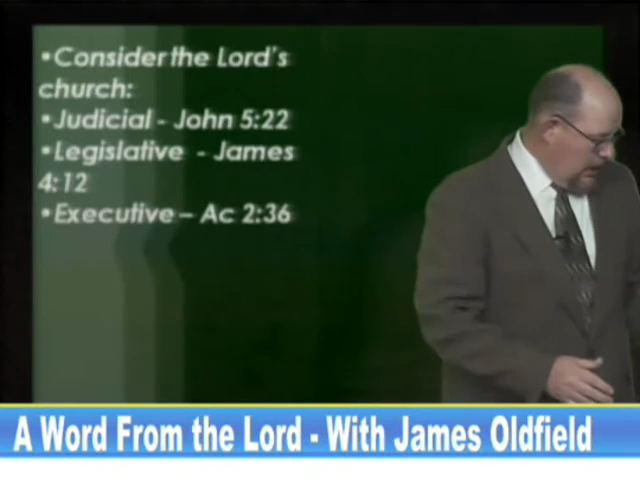 •Consider the Lord's
church:
•Judicial - John 5:22
•Legislative - James
4:12
•Executive – Ac 2:36
A Word From the Lord - With James Oldfield